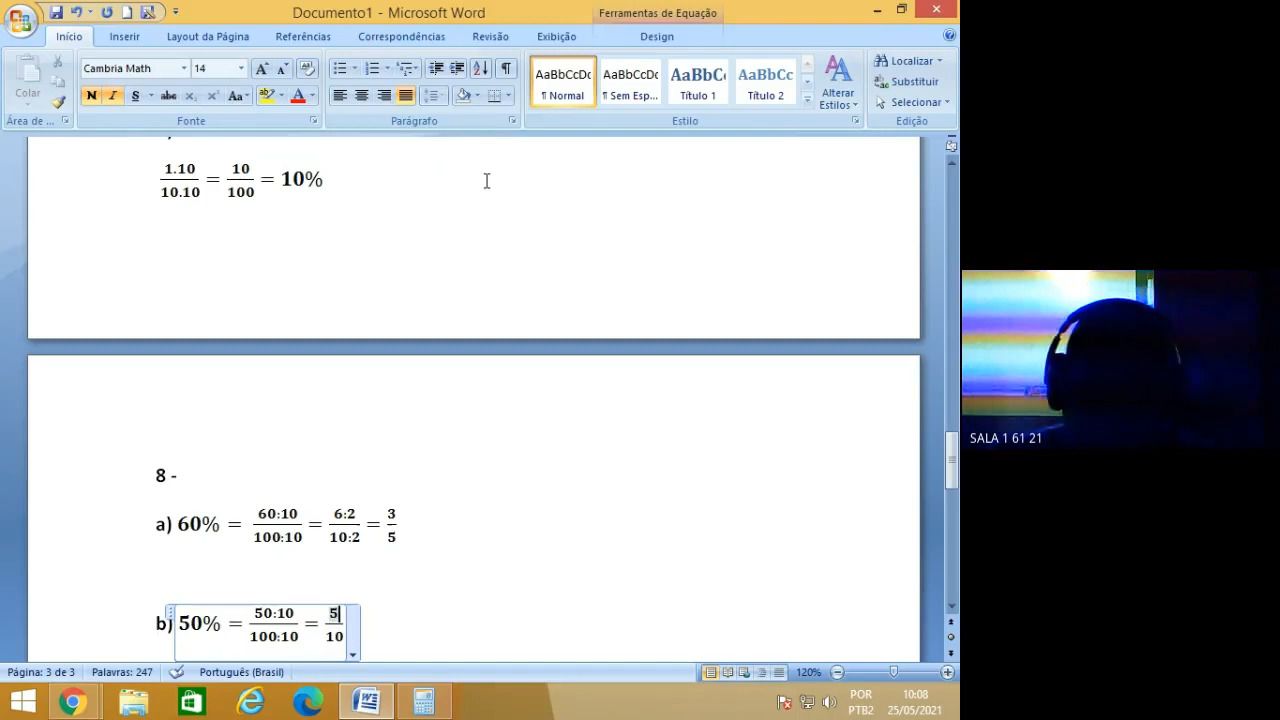 Documento1 - Microsoft Word
Ferramentas de Equação
Início
Inserir
Layout da Página
Referências
Correspondências
Revisão
Exibição
Design
Colar
Cambria Math
14
N I S abc x₂ x² Aa
AaBbCcDc
AaBbCcDc
AaBbC
AaBbCc
¶ Normal
¶ Sem Esp...
Título 1
Título 2
Alterar
Estilos
Localizar
Substituir
Selecionar
Área de ...
Fonte
Parágrafo
Estilo
Edição
1.10/10.10 = 10/100 = 10%
8 -
a) 60% = 60:10/100:10 = 6:2/10:2 = 3/5
b) 50% = 50:10/100:10 = 5/10
SALA 1 61 21
Página: 3 de 3
Palavras: 247
Português (Brasil)
120%
POR
PTB2
10:08
25/05/2021